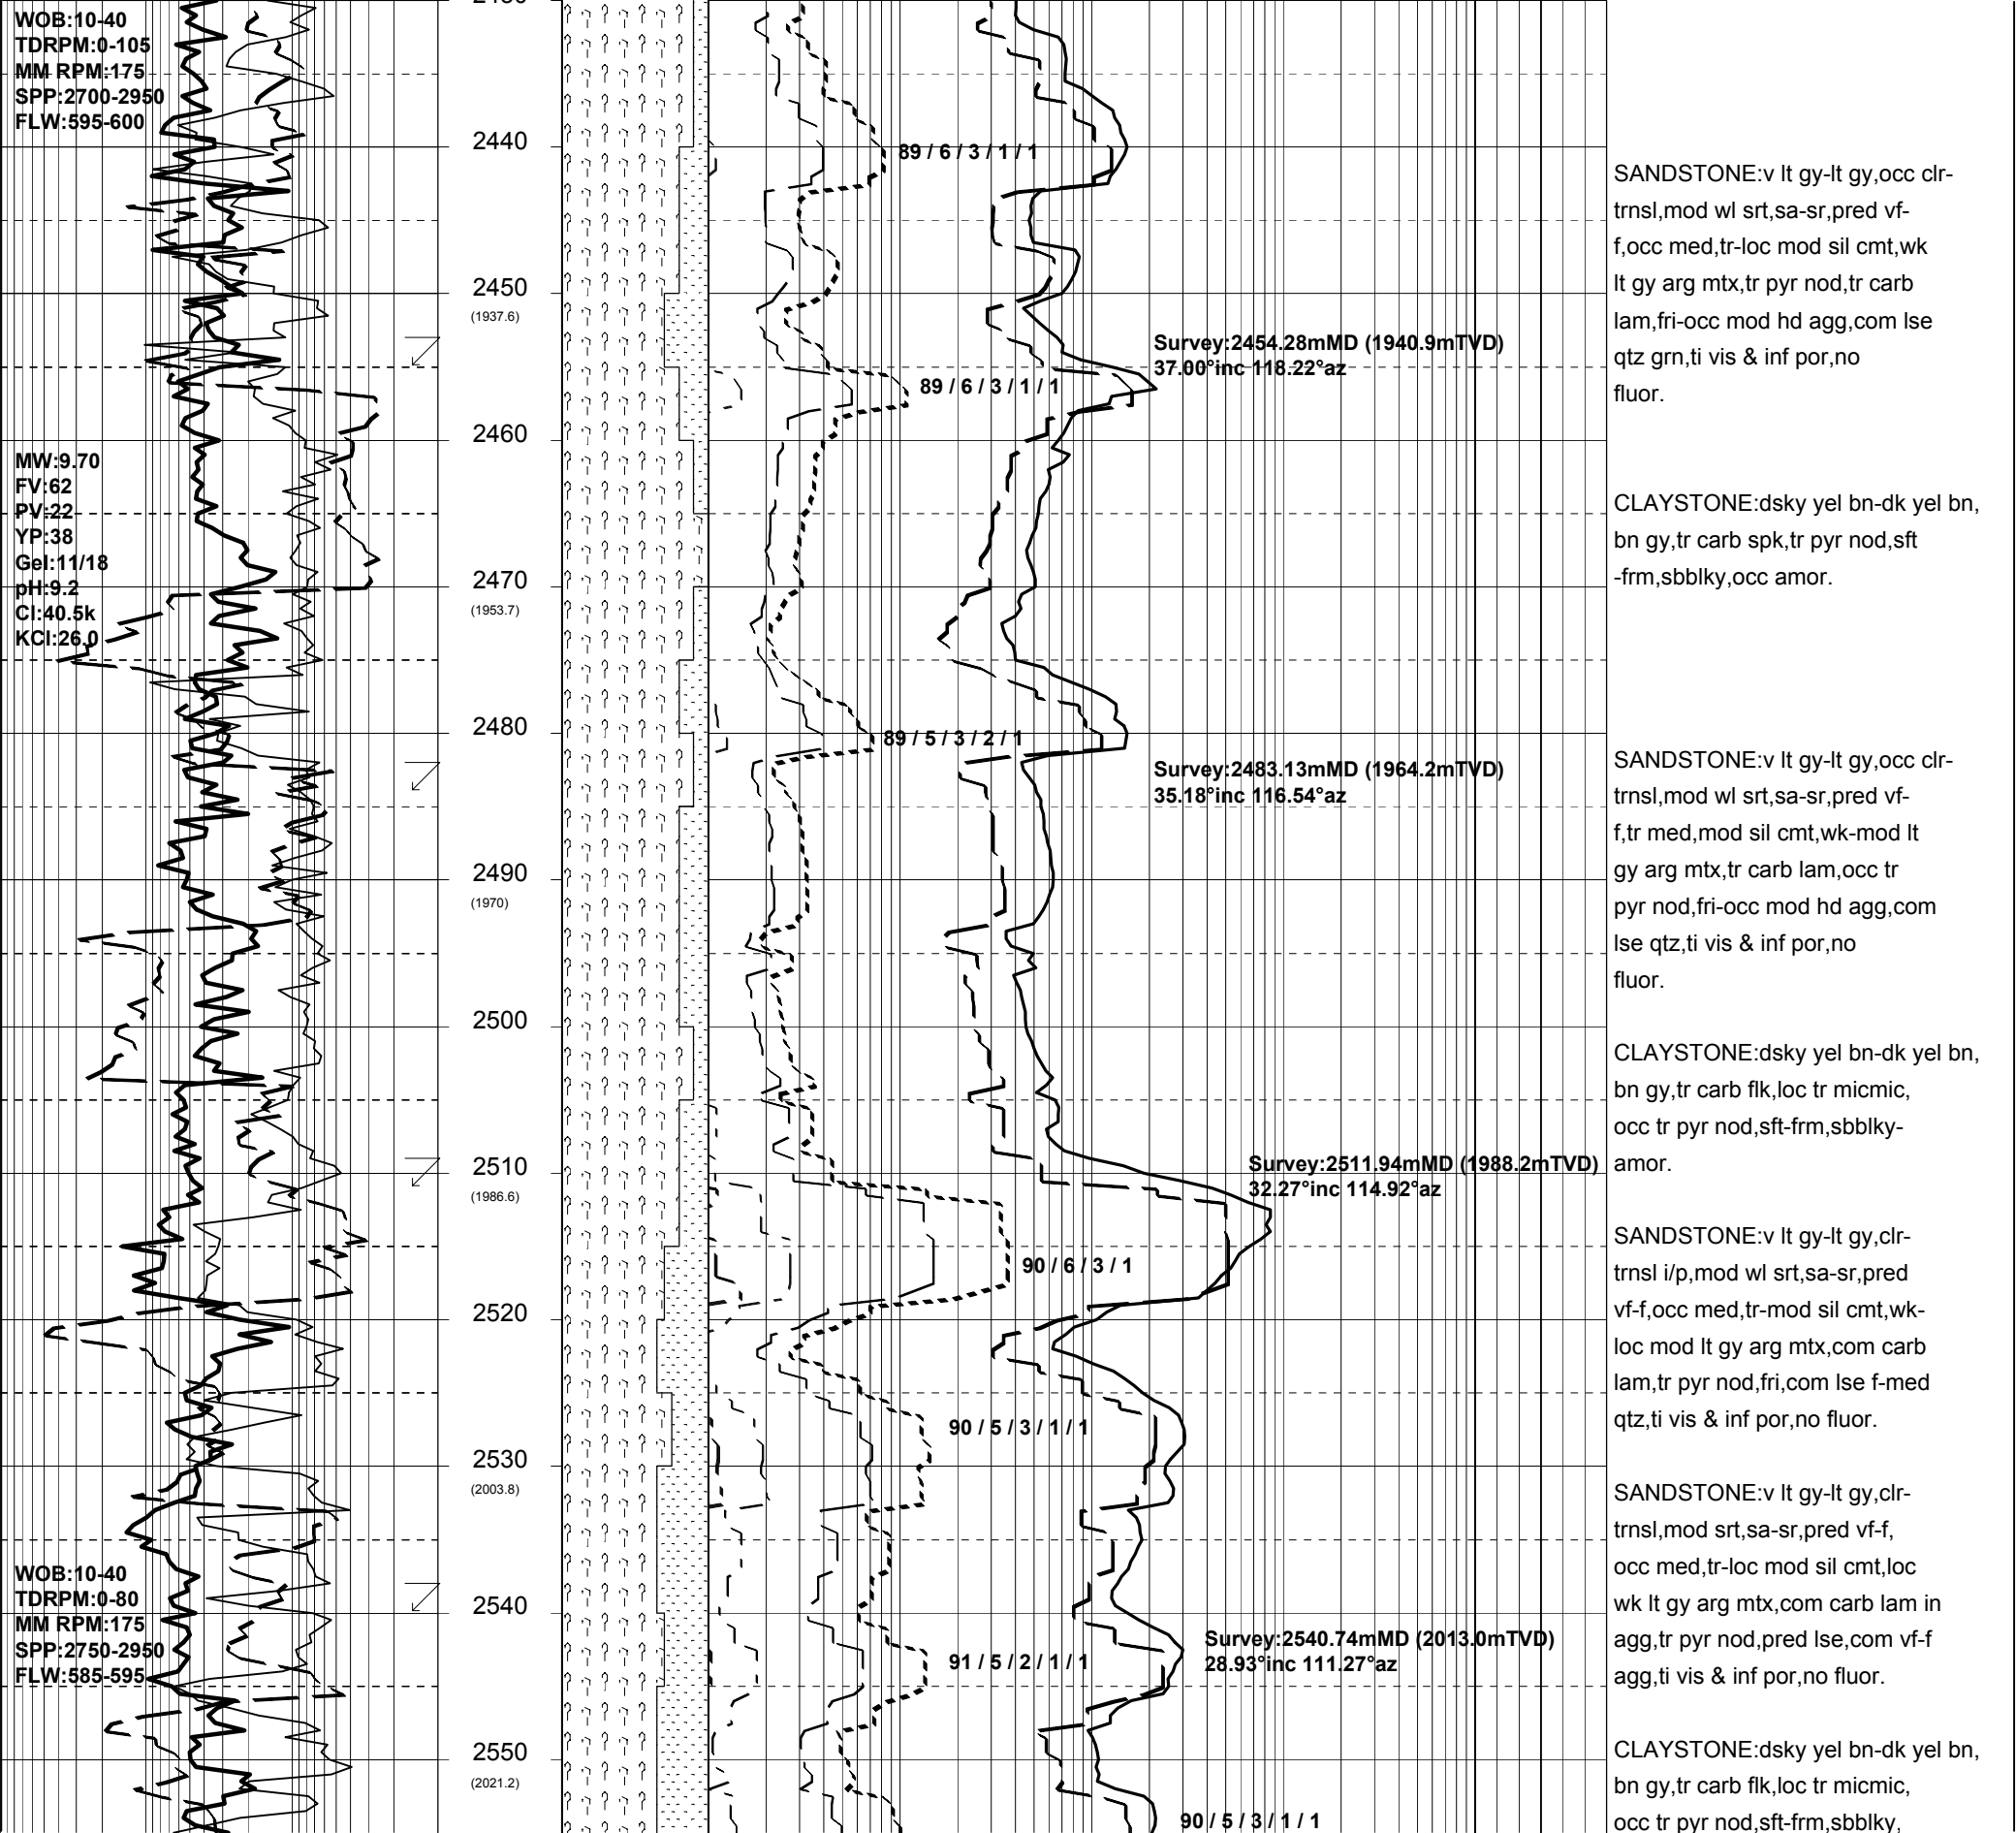 WOB:10-40
TDRPM:0-105
MM RPM:175
SPP:2700-2950
FLW:595-600
MW:9.70
FV:62
PV:22
YP:38
Gel:11/18
pH:9.2
Cl:40.5k
KCl:26.0
WOB:10-40
TDRPM:0-80
MM RPM:175
SPP:2750-2950
FLW:585-595
2440
2450
(1937.6)
2460
2470
(1953.7)
2480
2490
(1970)
2500
2510
(1986.6)
2520
2530
(2003.8)
2540
2550
(2021.2)
89 / 6 / 3 / 1 / 1
Survey:2454.28mMD (1940.9mTVD)
37.00°inc 118.22°az
89 / 6 / 3 / 1 / 1
89 / 5 / 3 / 2 / 1
Survey:2483.13mMD (1964.2mTVD)
35.18°inc 116.54°az
Survey:2511.94mMD (1988.2mTVD)
32.27°inc 114.92°az
90 / 6 / 3 / 1
90 / 5 / 3 / 1 / 1
Survey:2540.74mMD (2013.0mTVD)
28.93°inc 111.27°az
91 / 5 / 2 / 1 / 1
90 / 5 / 3 / 1 / 1
SANDSTONE:v lt gy-lt gy,occ clr-
trnsl,mod wl srt,sa-sr,pred vf-
f,occ med,tr-loc mod sil cmt,wk
lt gy arg mtx,tr pyr nod,tr carb
lam,fri-occ mod hd agg,com lse
qtz grn,ti vis & inf por,no
fluor.
CLAYSTONE:dsky yel bn-dk yel bn,
bn gy,tr carb spk,tr pyr nod,sft
-frm,sbblky,occ amor.
SANDSTONE:v lt gy-lt gy,occ clr-
trnsl,mod wl srt,sa-sr,pred vf-
f,tr med,mod sil cmt,wk-mod lt
gy arg mtx,tr carb lam,occ tr
pyr nod,fri-occ mod hd agg,com
lse qtz,ti vis & inf por,no
fluor.
CLAYSTONE:dsky yel bn-dk yel bn,
bn gy,tr carb flk,loc tr micmic,
occ tr pyr nod,sft-frm,sbblky-
amor.
SANDSTONE:v lt gy-lt gy,clr-
trnsl i/p,mod wl srt,sa-sr,pred
vf-f,occ med,tr-mod sil cmt,wk-
loc mod lt gy arg mtx,com carb
lam,tr pyr nod,fri,com lse f-med
qtz,ti vis & inf por,no fluor.
SANDSTONE:v lt gy-lt gy,clr-
trnsl,mod srt,sa-sr,pred vf-f,
occ med,tr-loc mod sil cmt,loc
wk lt gy arg mtx,com carb lam in
agg,tr pyr nod,pred lse,com vf-f
agg,ti vis & inf por,no fluor.
CLAYSTONE:dsky yel bn-dk yel bn,
bn gy,tr carb flk,loc tr micmic,
occ tr pyr nod,sft-frm,sbblky,